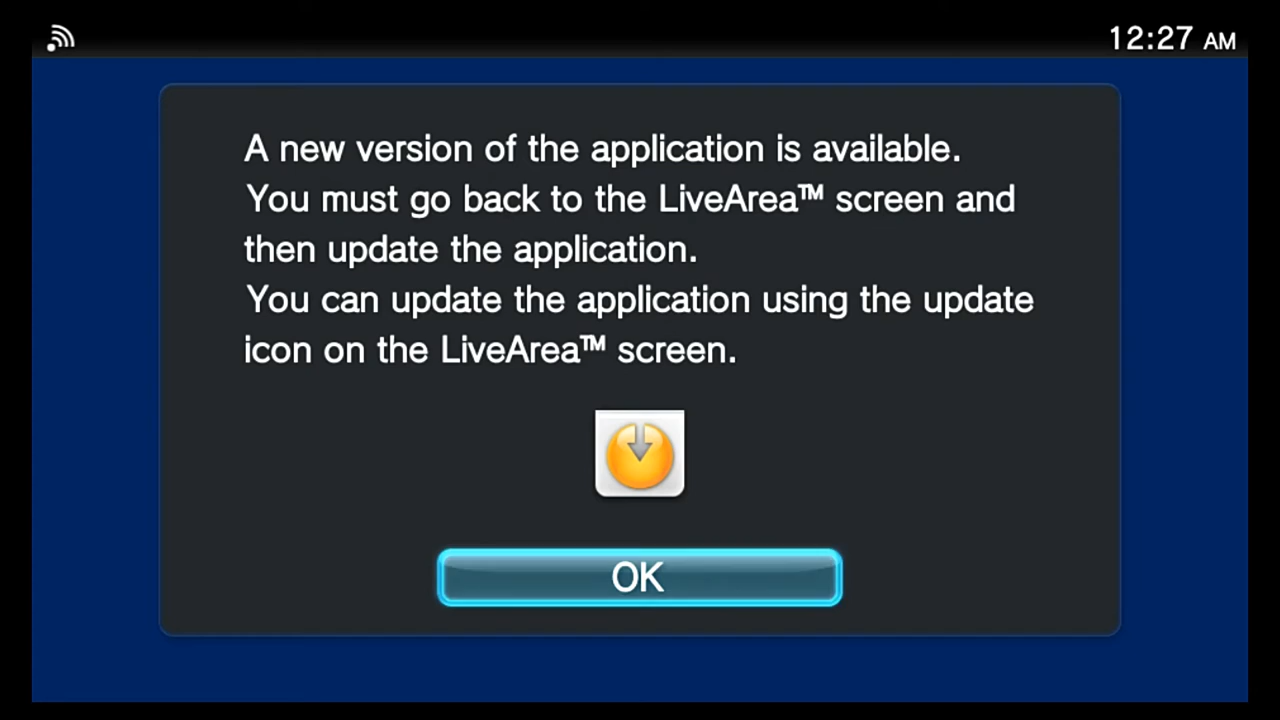 12:27 AM
A new version of the application is available.
You must go back to the LiveArea™ screen and
then update the application.
You can update the application using the update
icon on the LiveArea™ screen.
OK